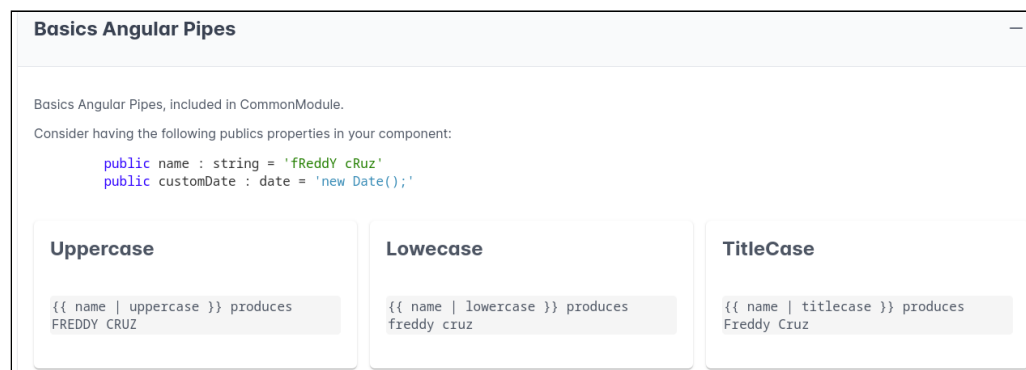 Basics Angular Pipes
Basics Angular Pipes, included in CommonModule.
Consider having the following publics properties in your component:
public name : string = 'fReddY cRuz'
public customDate : date = 'new Date();'
Uppercase
{{ name | uppercase }} produces
FREDDY CRUZ
Lowecase
{{ name | lowercase }} produces
freddy cruz
TitleCase
{{ name | titlecase }} produces
Freddy Cruz